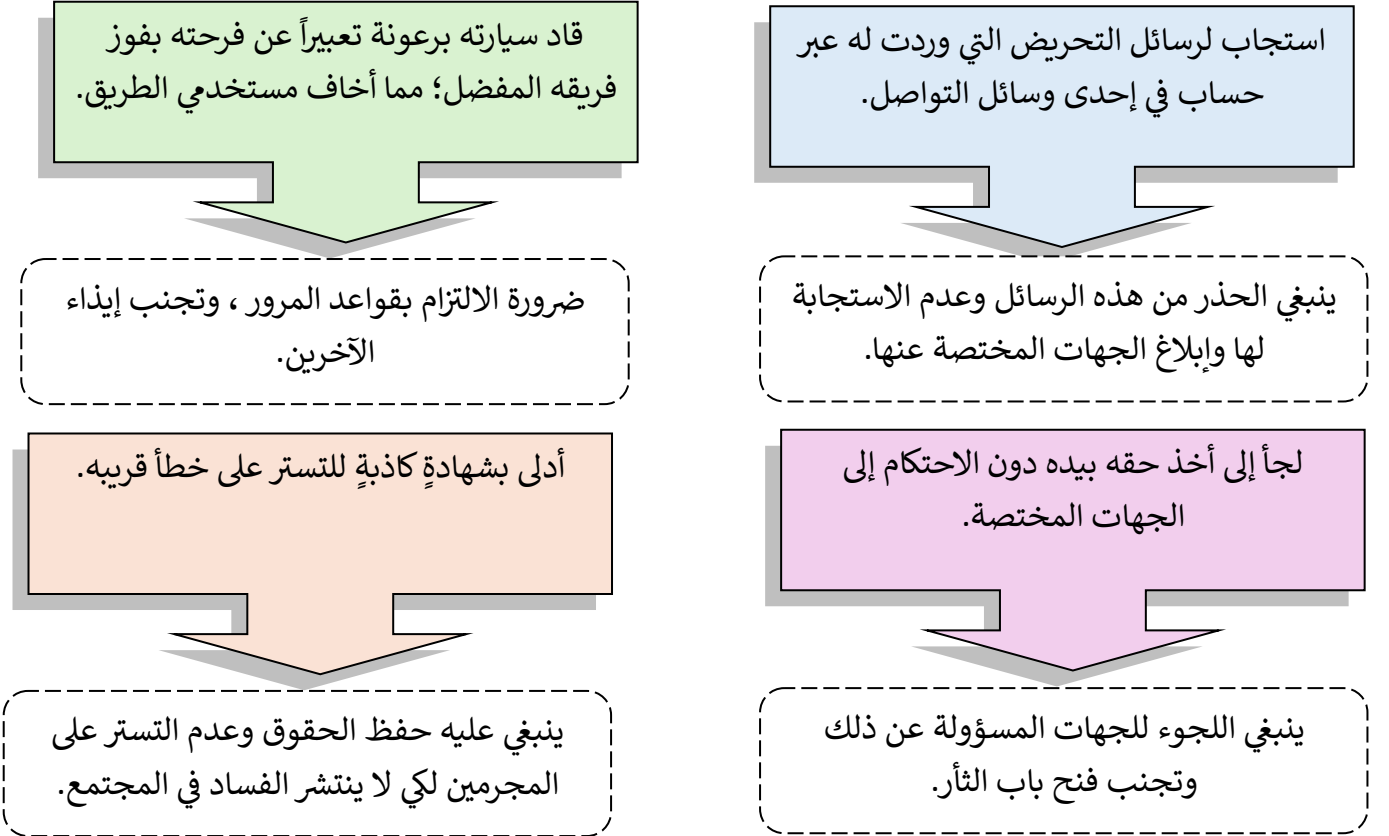 استجاب لرسائل التحريض التي وردت له عبر
حساب في إحدى وسائل التواصل.
قاد سيارته برعونة تعبيراً عن فرحته بفوز
فريقه المفضل؛ مما أخاف مستخدمي الطريق.
ينبغي الحذر من هذه الرسائل وعدم الاستجابة
لها وإبلاغ الجهات المختصة عنها.
ضرورة الالتزام بقواعد المرور ، وتجنب إيذاء
الآخرين.
لجأ إلى أخذ حقه بيده دون الاحتكام إلى
الجهات المختصة.
أدلى بشهادةٍ كاذبةٍ للتستر على خطأ قريبه.
ينبغي اللجوء للجهات المسؤولة عن ذلك
وتجنب فنح باب الثأر.
ينبغي عليه حفظ الحقوق وعدم التستر على
المجرمين لكي لا ينتشر الفساد في المجتمع.